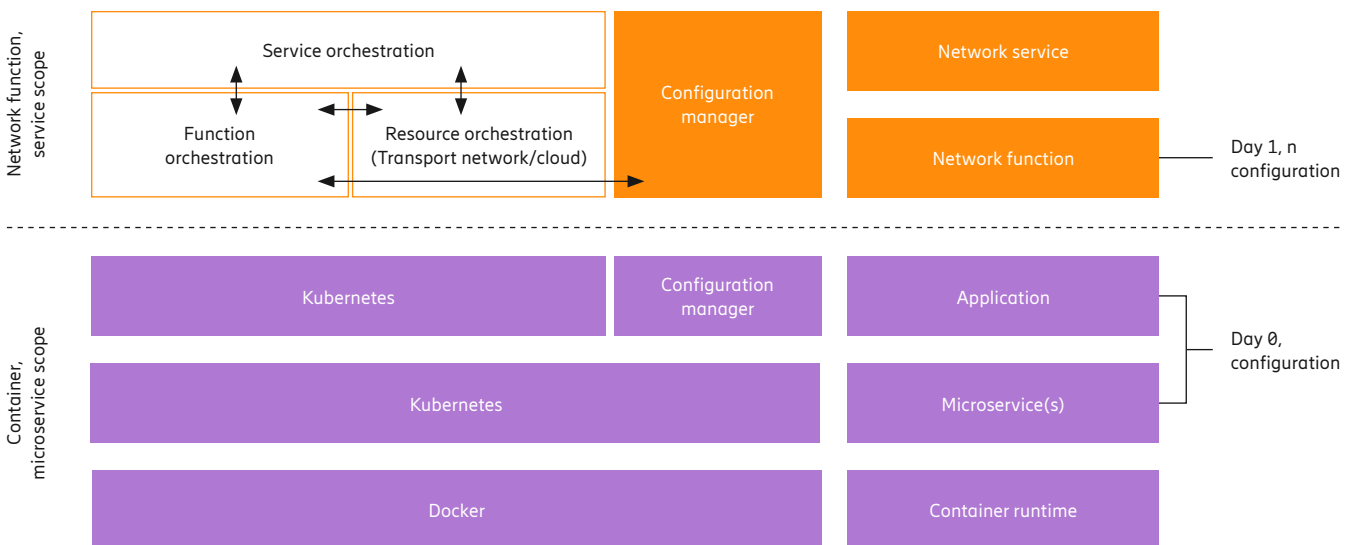 Network function,
service scope
Service orchestration
Function
orchestration
Resource orchestration
(Transport network/cloud)
Configuration
manager
Network service
Network function
Day 1, n
configuration
Container,
microservice scope
Kubernetes
Configuration
manager
Application
Day 0,
configuration
Kubernetes
Microservice(s)
Docker
Container runtime